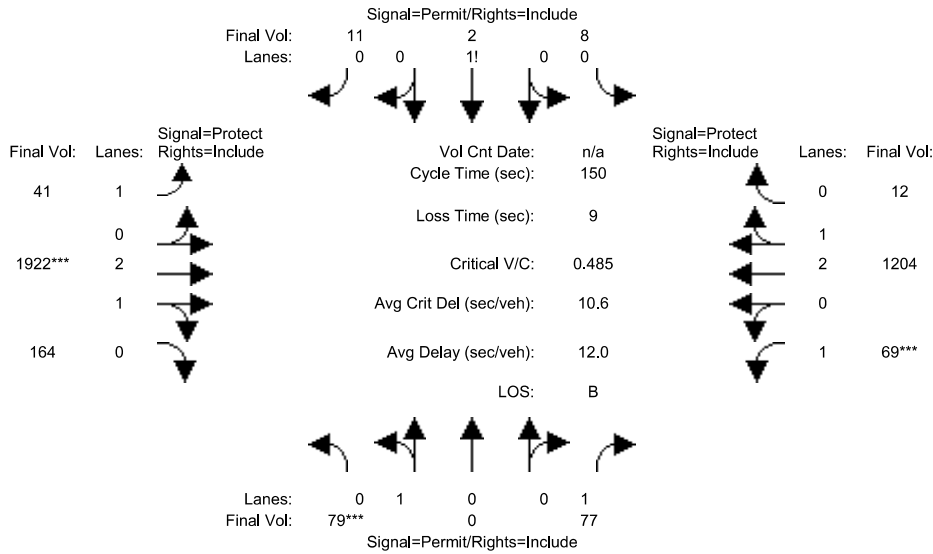 Signal=Permit/Rights=Include
Final Vol: 11 2 8
Lanes: 0 0 1! 0 0
Signal=Protect Signal=Protect
Final Vol: Lanes: Rights=Include Vol Cnt Date: n/a Rights=Include Lanes: Final Vol:
Cycle Time (sec): 150
41 1 0 12
Loss Time (sec): 9
0 1
1922*** 2 Critical V/C: 0.485 2 1204
1 Avg Crit Del (sec/veh): 10.6 0
164 0 Avg Delay (sec/veh): 12.0 1 69***
LOS: B
Lanes: 0 1 0 0 1
Final Vol: 79*** 0 77
Signal=Permit/Rights=Include